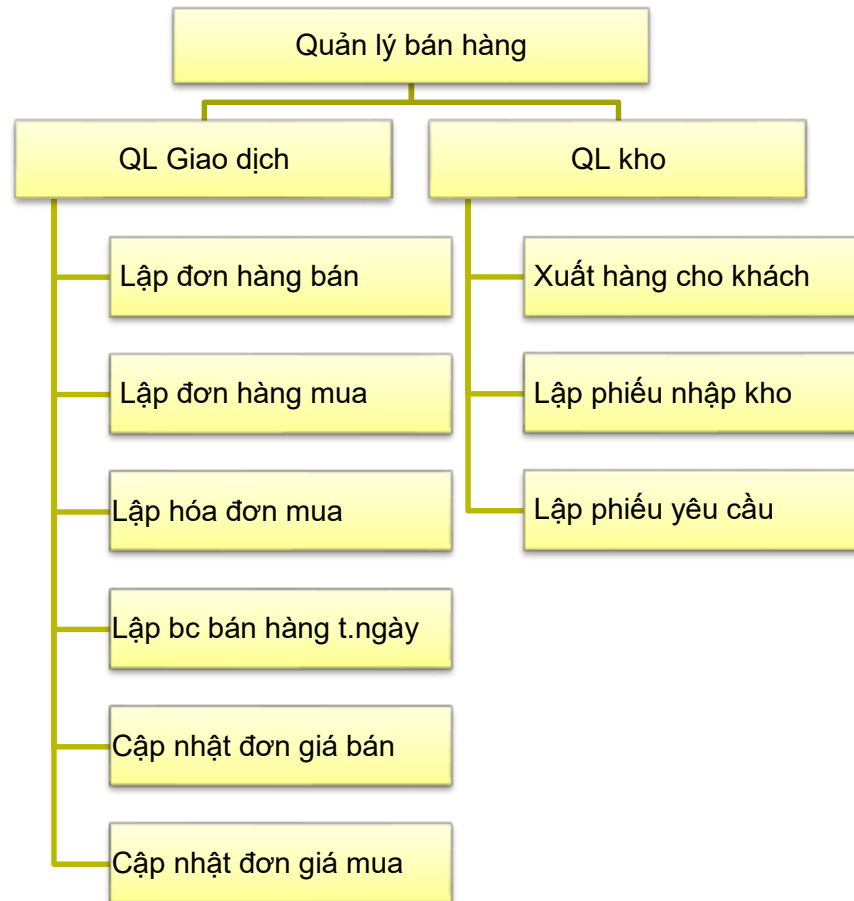 Quản lý bán hàng
QL Giao dịch
QL kho
Lập đơn hàng bán
Lập đơn hàng mua
Lập hóa đơn mua
Lập bc bán hàng t.ngày
Cập nhật đơn giá bán
Cập nhật đơn giá mua
Xuất hàng cho khách
Lập phiếu nhập kho
Lập phiếu yêu cầu